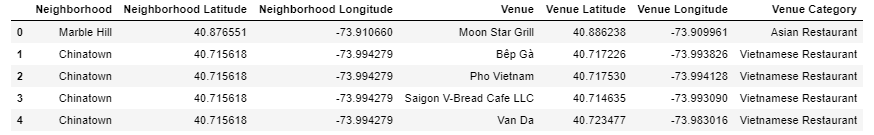 Neighborhood Neighborhood Latitude Neighborhood Longitude Venue Venue Latitude Venue Longitude Venue Category
0 Marble Hill 40.876551 -73.910660 Moon Star Grill 40.886238 -73.909961 Asian Restaurant
1 Chinatown 40.715618 -73.994279 Bếp Gà 40.717226 -73.993826 Vietnamese Restaurant
2 Chinatown 40.715618 -73.994279 Pho Vietnam 40.717530 -73.994128 Vietnamese Restaurant
3 Chinatown 40.715618 -73.994279 Saigon V-Bread Cafe LLC 40.714635 -73.993090 Vietnamese Restaurant
4 Chinatown 40.715618 -73.994279 Van Da 40.723477 -73.983016 Vietnamese Restaurant